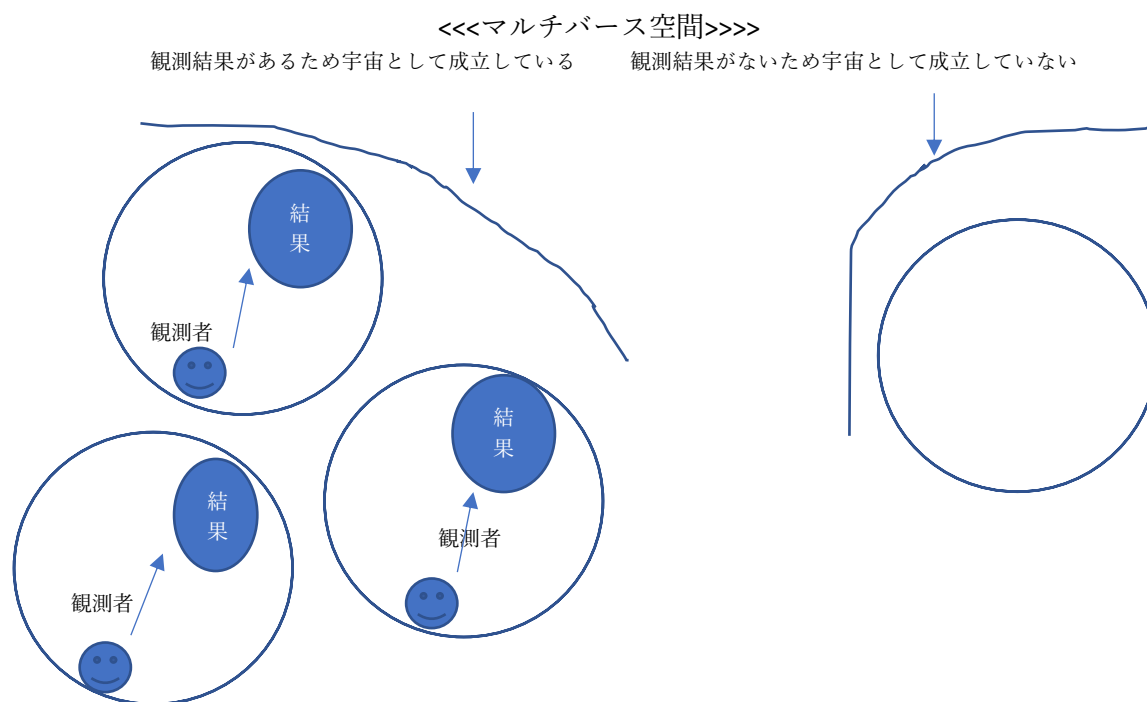 <<<マルチバース空間>>>>
観測結果があるため宇宙として成立している
観測結果がないため宇宙として成立していない
結
果
観測者
結
果
観測者
結
果
観測者